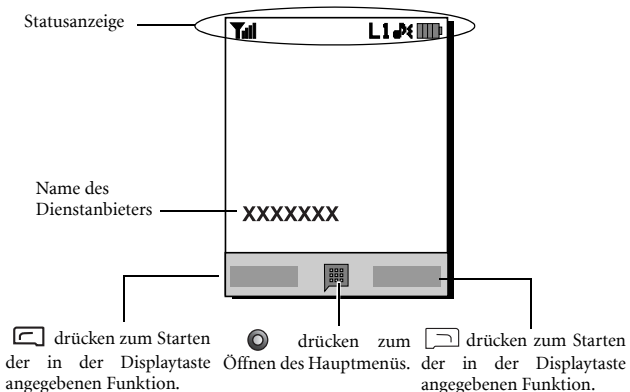 Statusanzeige
L1
Name des
Dienstanbieters
XXXXXXX
drücken zum Starten
der in der Displaytaste
angegebenen Funktion.
drücken zum
Öffnen des Hauptmenüs.
drücken zum Starten
der in der Displaytaste
angegebenen Funktion.